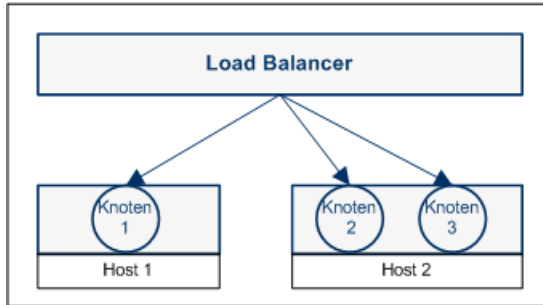 Load Balancer
Knoten
1
Knoten
2
Knoten
3
Host 1
Host 2